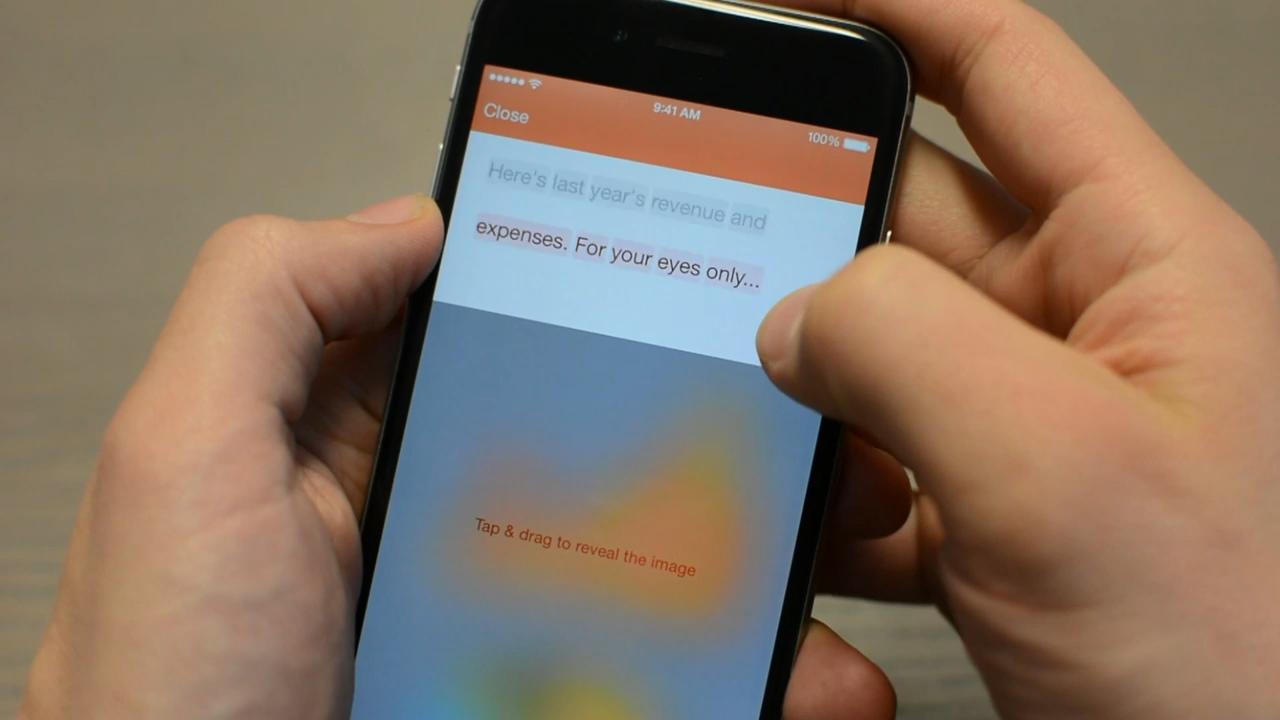 9:41 AM
100%
Close
Here's last year's revenue and
expenses. For your eyes only...
Tap & drag to reveal the image